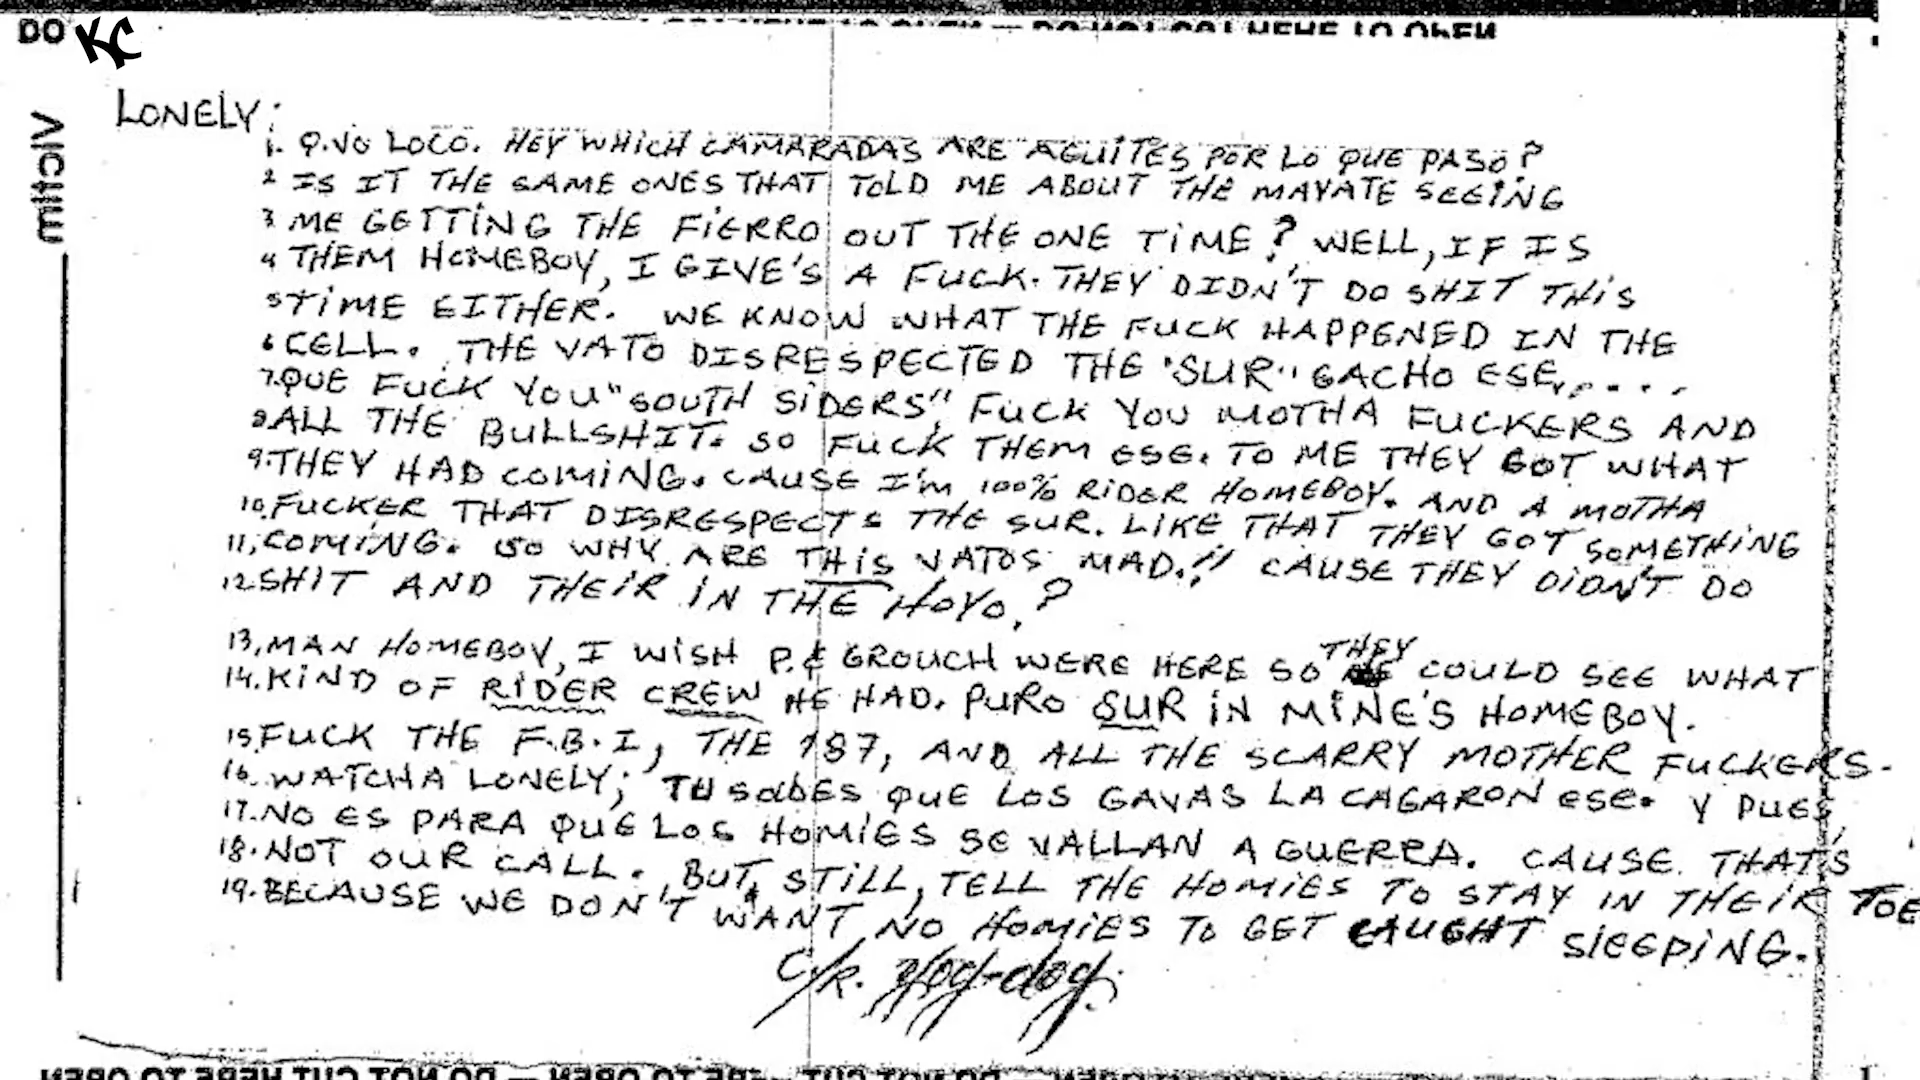 DO KC
Victim
LONELY:
1. Q.VO LOCO. HEY WHICH CAMARADAS ARE AGUITES POR LO QUE PASO?
2 IS IT THE SAME ONES THAT TOLD ME ABOUT THE MAYATE SEEING
3 ME GETTING THE FIERRO OUT THE ONE TIME? WELL, IF IS
4 THEM HOMEBOY, I GIVE'S A FUCK. THEY DIDN'T DO SHIT THIS
5 TIME EITHER. WE KNOW WHAT THE FUCK HAPPENED IN THE
6 CELL. THE VATO DISRESPECTED THE "SUR" GACHO ESE,....
7. QUE FUCK YOU "SOUTH SIDERS", FUCK YOU MOTHA FUCKERS AND
8 ALL THE BULLSHIT. SO FUCK THEM ESE. TO ME THEY GOT WHAT
9. THEY HAD COMING. CAUSE I'M 100% RIDER HOMEBOY. AND A MOTHA
10. FUCKER THAT DISRESPECTS THE SUR. LIKE THAT THEY GOT SOMETHING
11, COMING. SO WHY ARE THIS VATOS MAD.!! CAUSE THEY DIDN'T DO
12 SHIT AND THEIR IN THE HOYO.?
13, MAN HOMEBOY, I WISH P. & GROUCH WERE HERE SO THEY COULD SEE WHAT
14. KIND OF RIDER CREW HE HAD. PURO SUR IN MINE'S HOMEBOY.
15, FUCK THE F.B.I, THE 187, AND ALL THE SCARRY MOTHER FUCKERS.
16. WATCHA LONELY; TU SABES QUE LOS GAVAS LA CAGARON ESE. Y PUES,
17. NO ES PARA QUE LOS HOMIES SE VALLAN A GUERRA. CAUSE THAT'S
18. NOT OUR CALL. BUT, STILL, TELL THE HOMIES TO STAY IN THEIR TOE
19. BECAUSE WE DON'T WANT NO HOMIES TO GET CAUGHT SLEEPING.
C/R. Hog-dog.